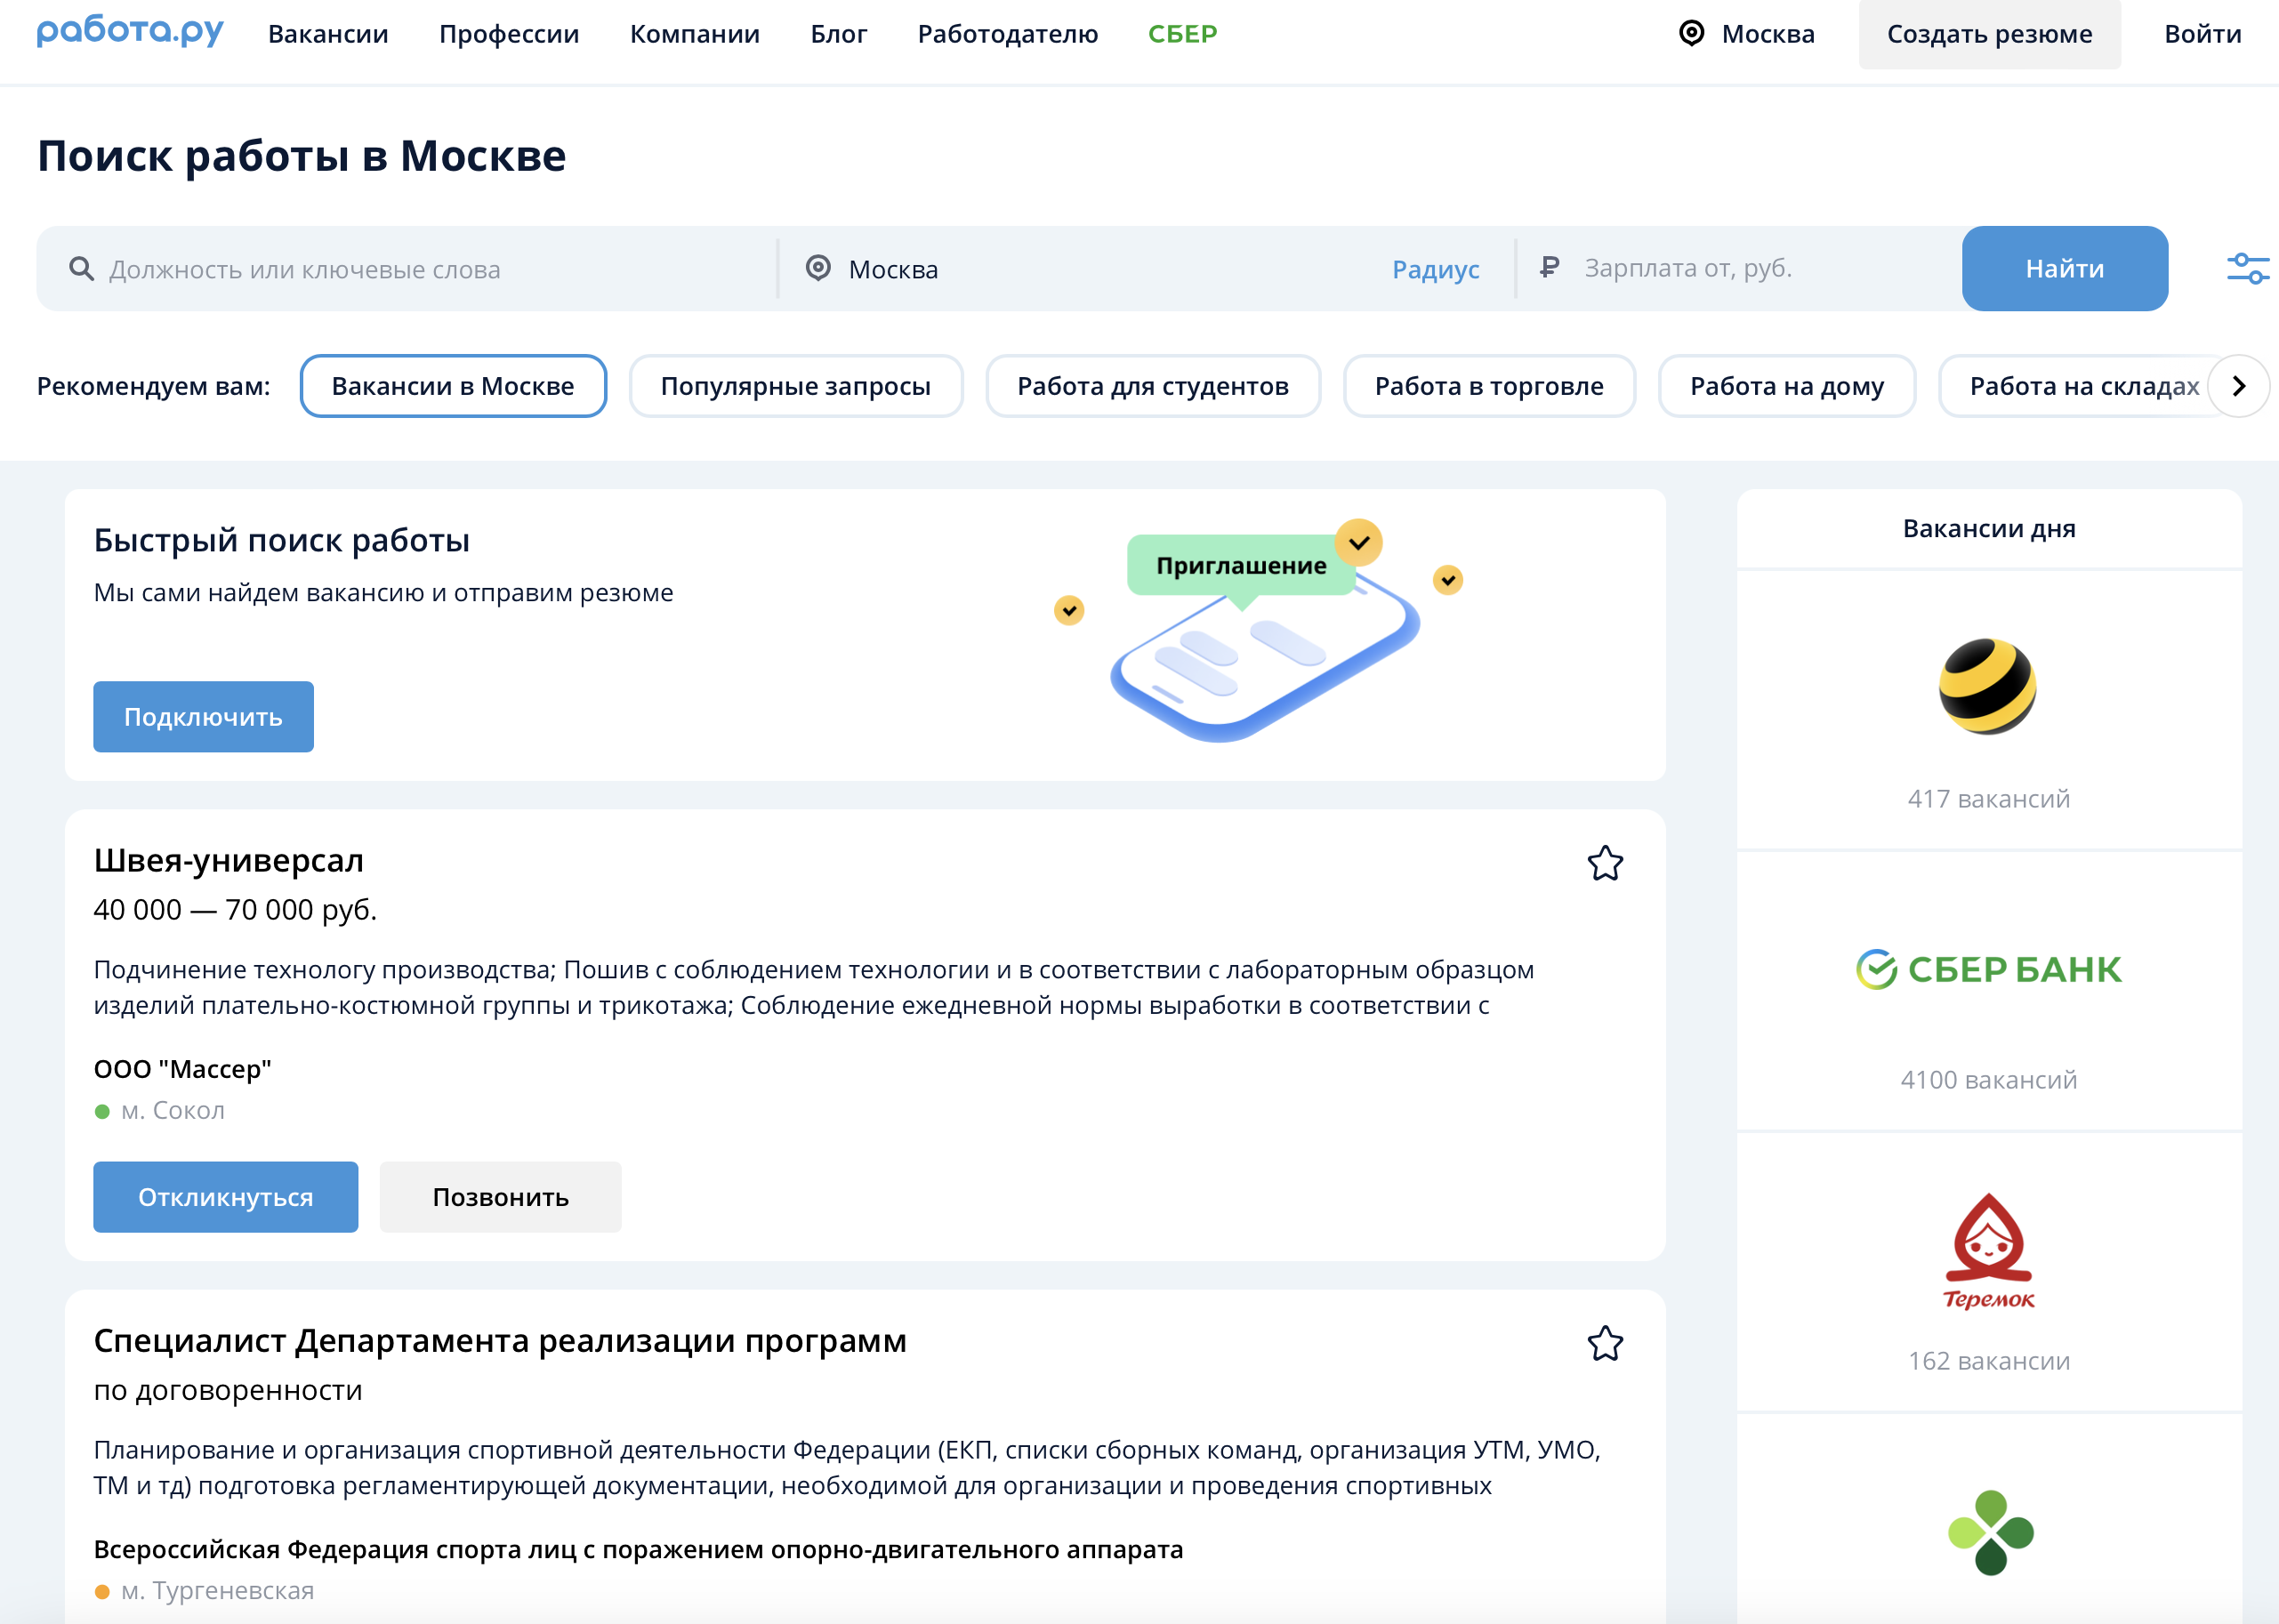 работа.ру Вакансии Профессии Компании Блог Работодателю СБЕР Москва Создать резюме Войти
Поиск работы в Москве
Должность или ключевые слова Москва Радиус ₽ Зарплата от, руб. Найти
Рекомендуем вам: Вакансии в Москве Популярные запросы Работа для студентов Работа в торговле Работа на дому Работа на складах
Быстрый поиск работы
Мы сами найдем вакансию и отправим резюме
Подключить
Приглашение
Швея-универсал
40 000 — 70 000 руб.
Подчинение технологу производства; Пошив с соблюдением технологии и в соответствии с лабораторным образцом
изделий плательно-костюмной группы и трикотажа; Соблюдение ежедневной нормы выработки в соответствии с
ООО "Массер"
м. Сокол
Откликнуться Позвонить
Специалист Департамента реализации программ
по договоренности
Планирование и организация спортивной деятельности Федерации (ЕКП, списки сборных команд, организация УТМ, УМО,
ТМ и тд) подготовка регламентирующей документации, необходимой для организации и проведения спортивных
Всероссийская Федерация спорта лиц с поражением опорно-двигательного аппарата
м. Тургеневская
Вакансии дня
417 вакансий
СБЕР БАНК
4100 вакансий
Теремок
162 вакансии